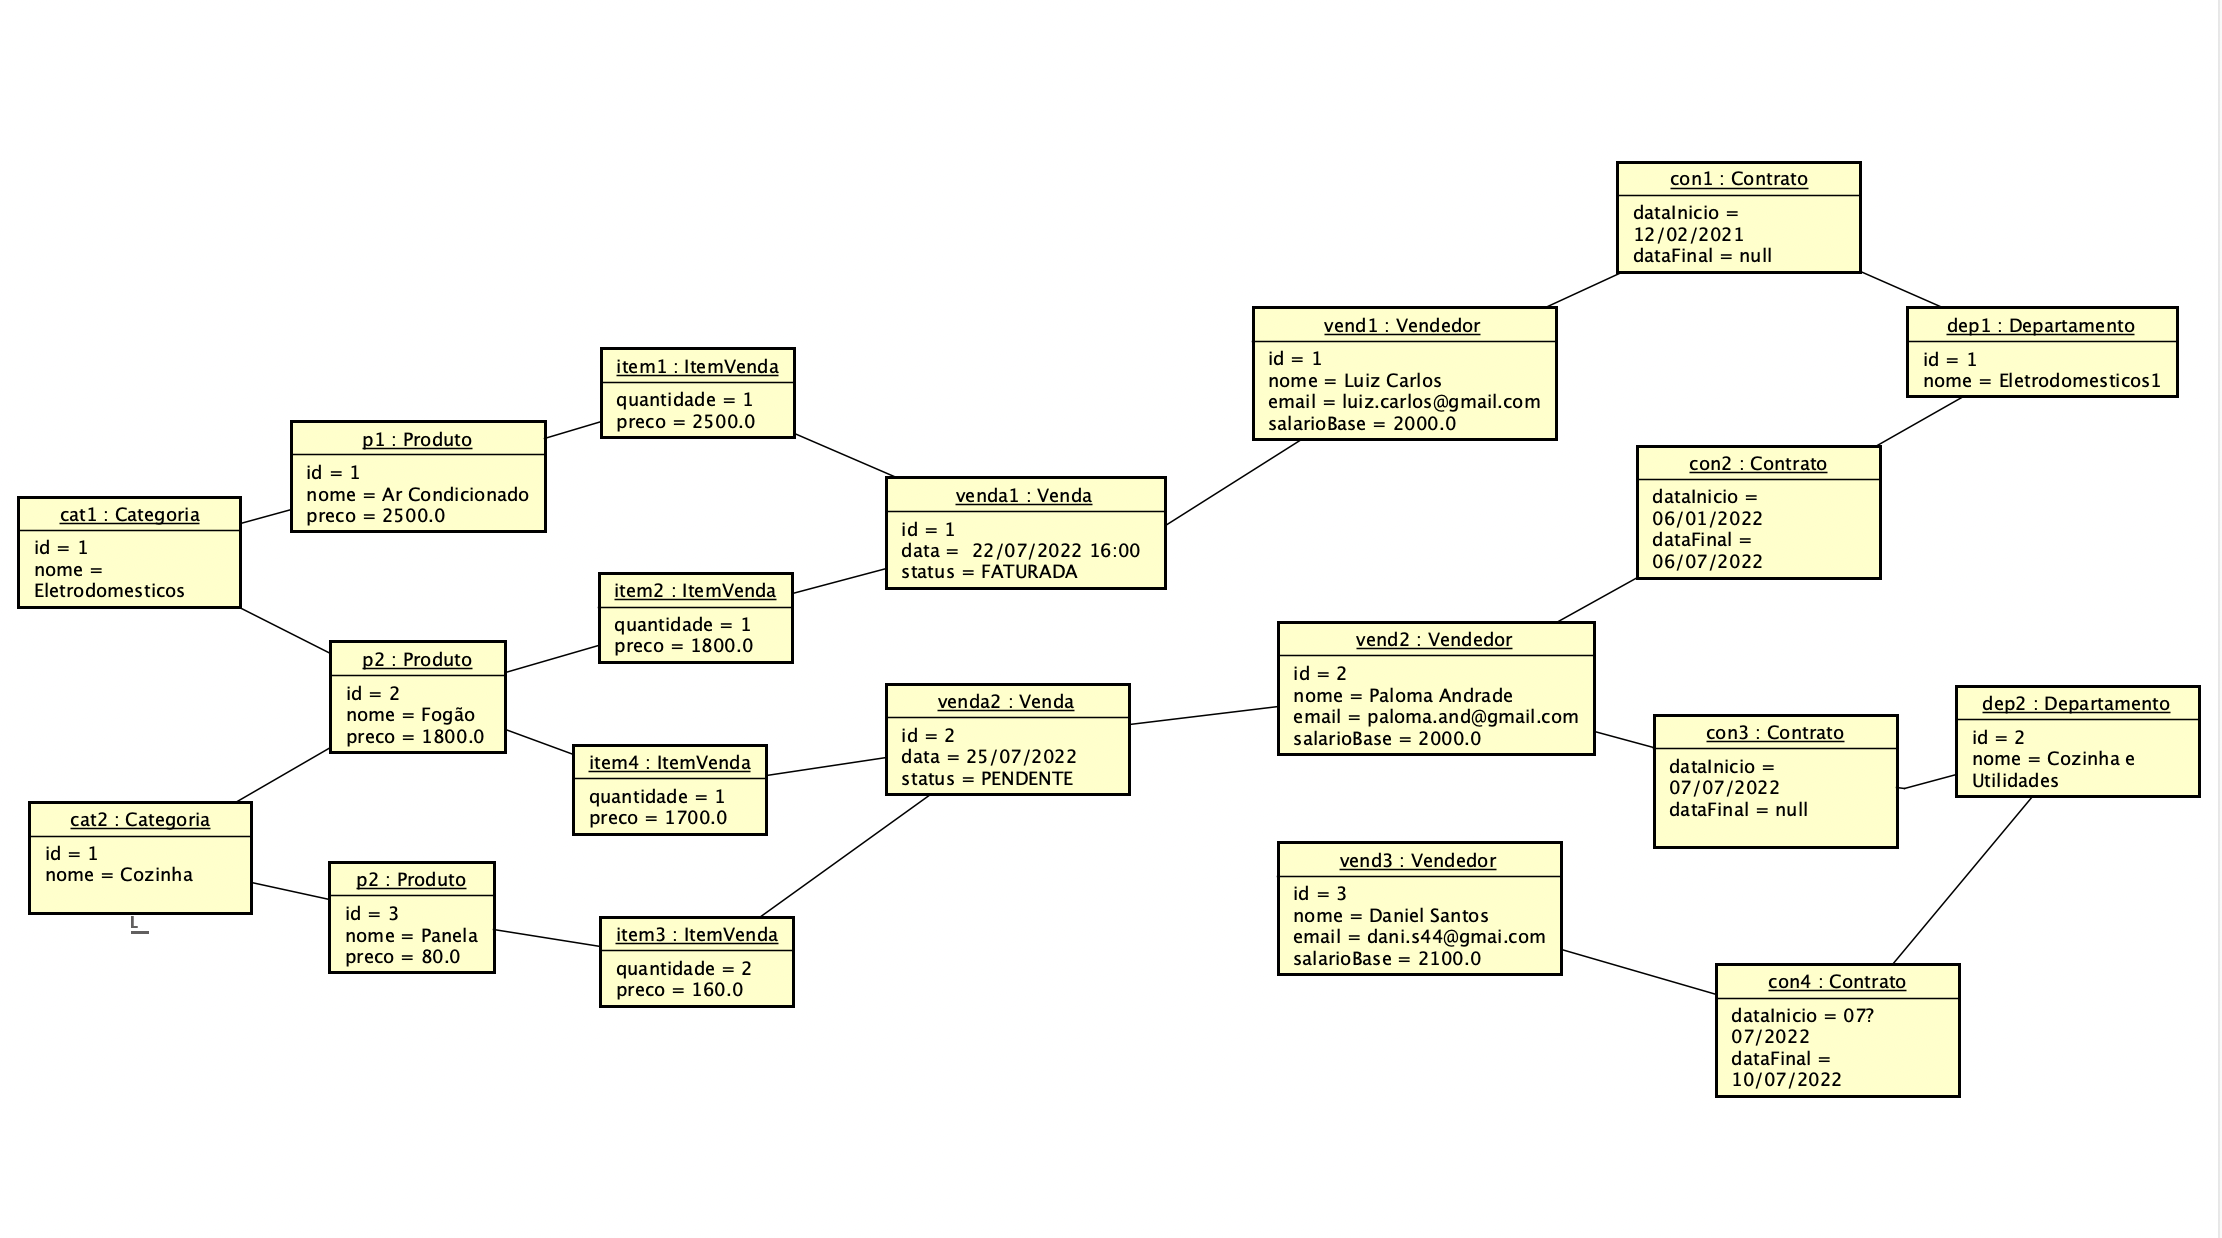 cat1 : Categoria
id = 1
nome =
Eletrodomesticos
cat2 : Categoria
id = 1
nome = Cozinha
p1 : Produto
id = 1
nome = Ar Condicionado
preco = 2500.0
p2 : Produto
id = 2
nome = Fogão
preco = 1800.0
p2 : Produto
id = 3
nome = Panela
preco = 80.0
item1 : ItemVenda
quantidade = 1
preco = 2500.0
item2 : ItemVenda
quantidade = 1
preco = 1800.0
item4 : ItemVenda
quantidade = 1
preco = 1700.0
item3 : ItemVenda
quantidade = 2
preco = 160.0
venda1 : Venda
id = 1
data =  22/07/2022 16:00
status = FATURADA
venda2 : Venda
id = 2
data = 25/07/2022
status = PENDENTE
vend1 : Vendedor
id = 1
nome = Luiz Carlos
email = luiz.carlos@gmail.com
salarioBase = 2000.0
vend2 : Vendedor
id = 2
nome = Paloma Andrade
email = paloma.and@gmail.com
salarioBase = 2000.0
vend3 : Vendedor
id = 3
nome = Daniel Santos
email = dani.s44@gmai.com
salarioBase = 2100.0
con1 : Contrato
dataInicio =
12/02/2021
dataFinal = null
con2 : Contrato
dataInicio =
06/01/2022
dataFinal =
06/07/2022
con3 : Contrato
dataInicio =
07/07/2022
dataFinal = null
con4 : Contrato
dataInicio = 07?
07/2022
dataFinal =
10/07/2022
dep1 : Departamento
id = 1
nome = Eletrodomesticos1
dep2 : Departamento
id = 2
nome = Cozinha e
Utilidades